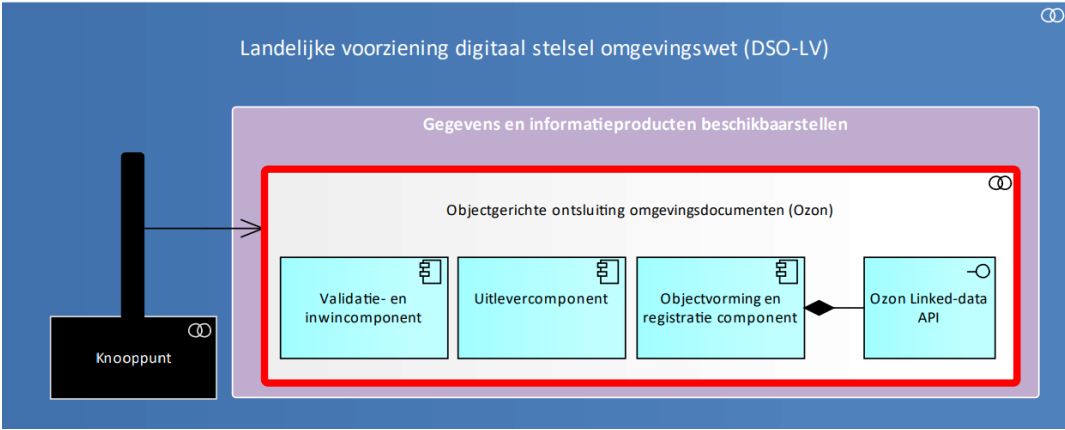 Landelijke voorziening digitaal stelsel omgevingswet (DSO-LV)
Gegevens en informatieproducten beschikbaarstellen
Objectgerichte ontsluiting omgevingsdocumenten (Ozon)
Validatie- en
inwincomponent
Uitlevercomponent
Objectvorming en
registratie component
Ozon Linked-data
API
Knooppunt